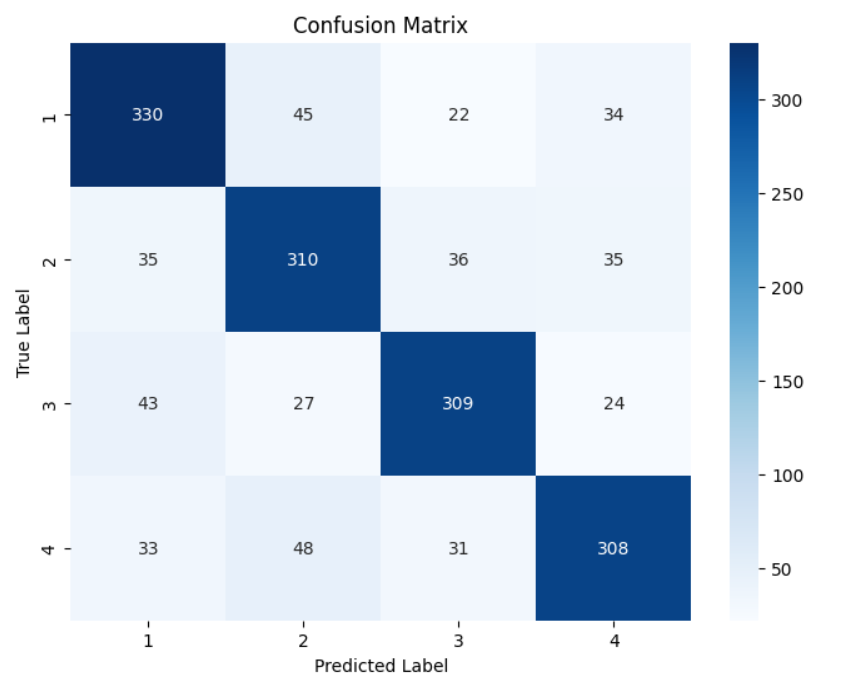 Confusion Matrix
1 330 45 22 34
2 35 310 36 35
3 43 27 309 24
4 33 48 31 308
1 2 3 4
Predicted Label
True Label
300
250
200
150
100
50